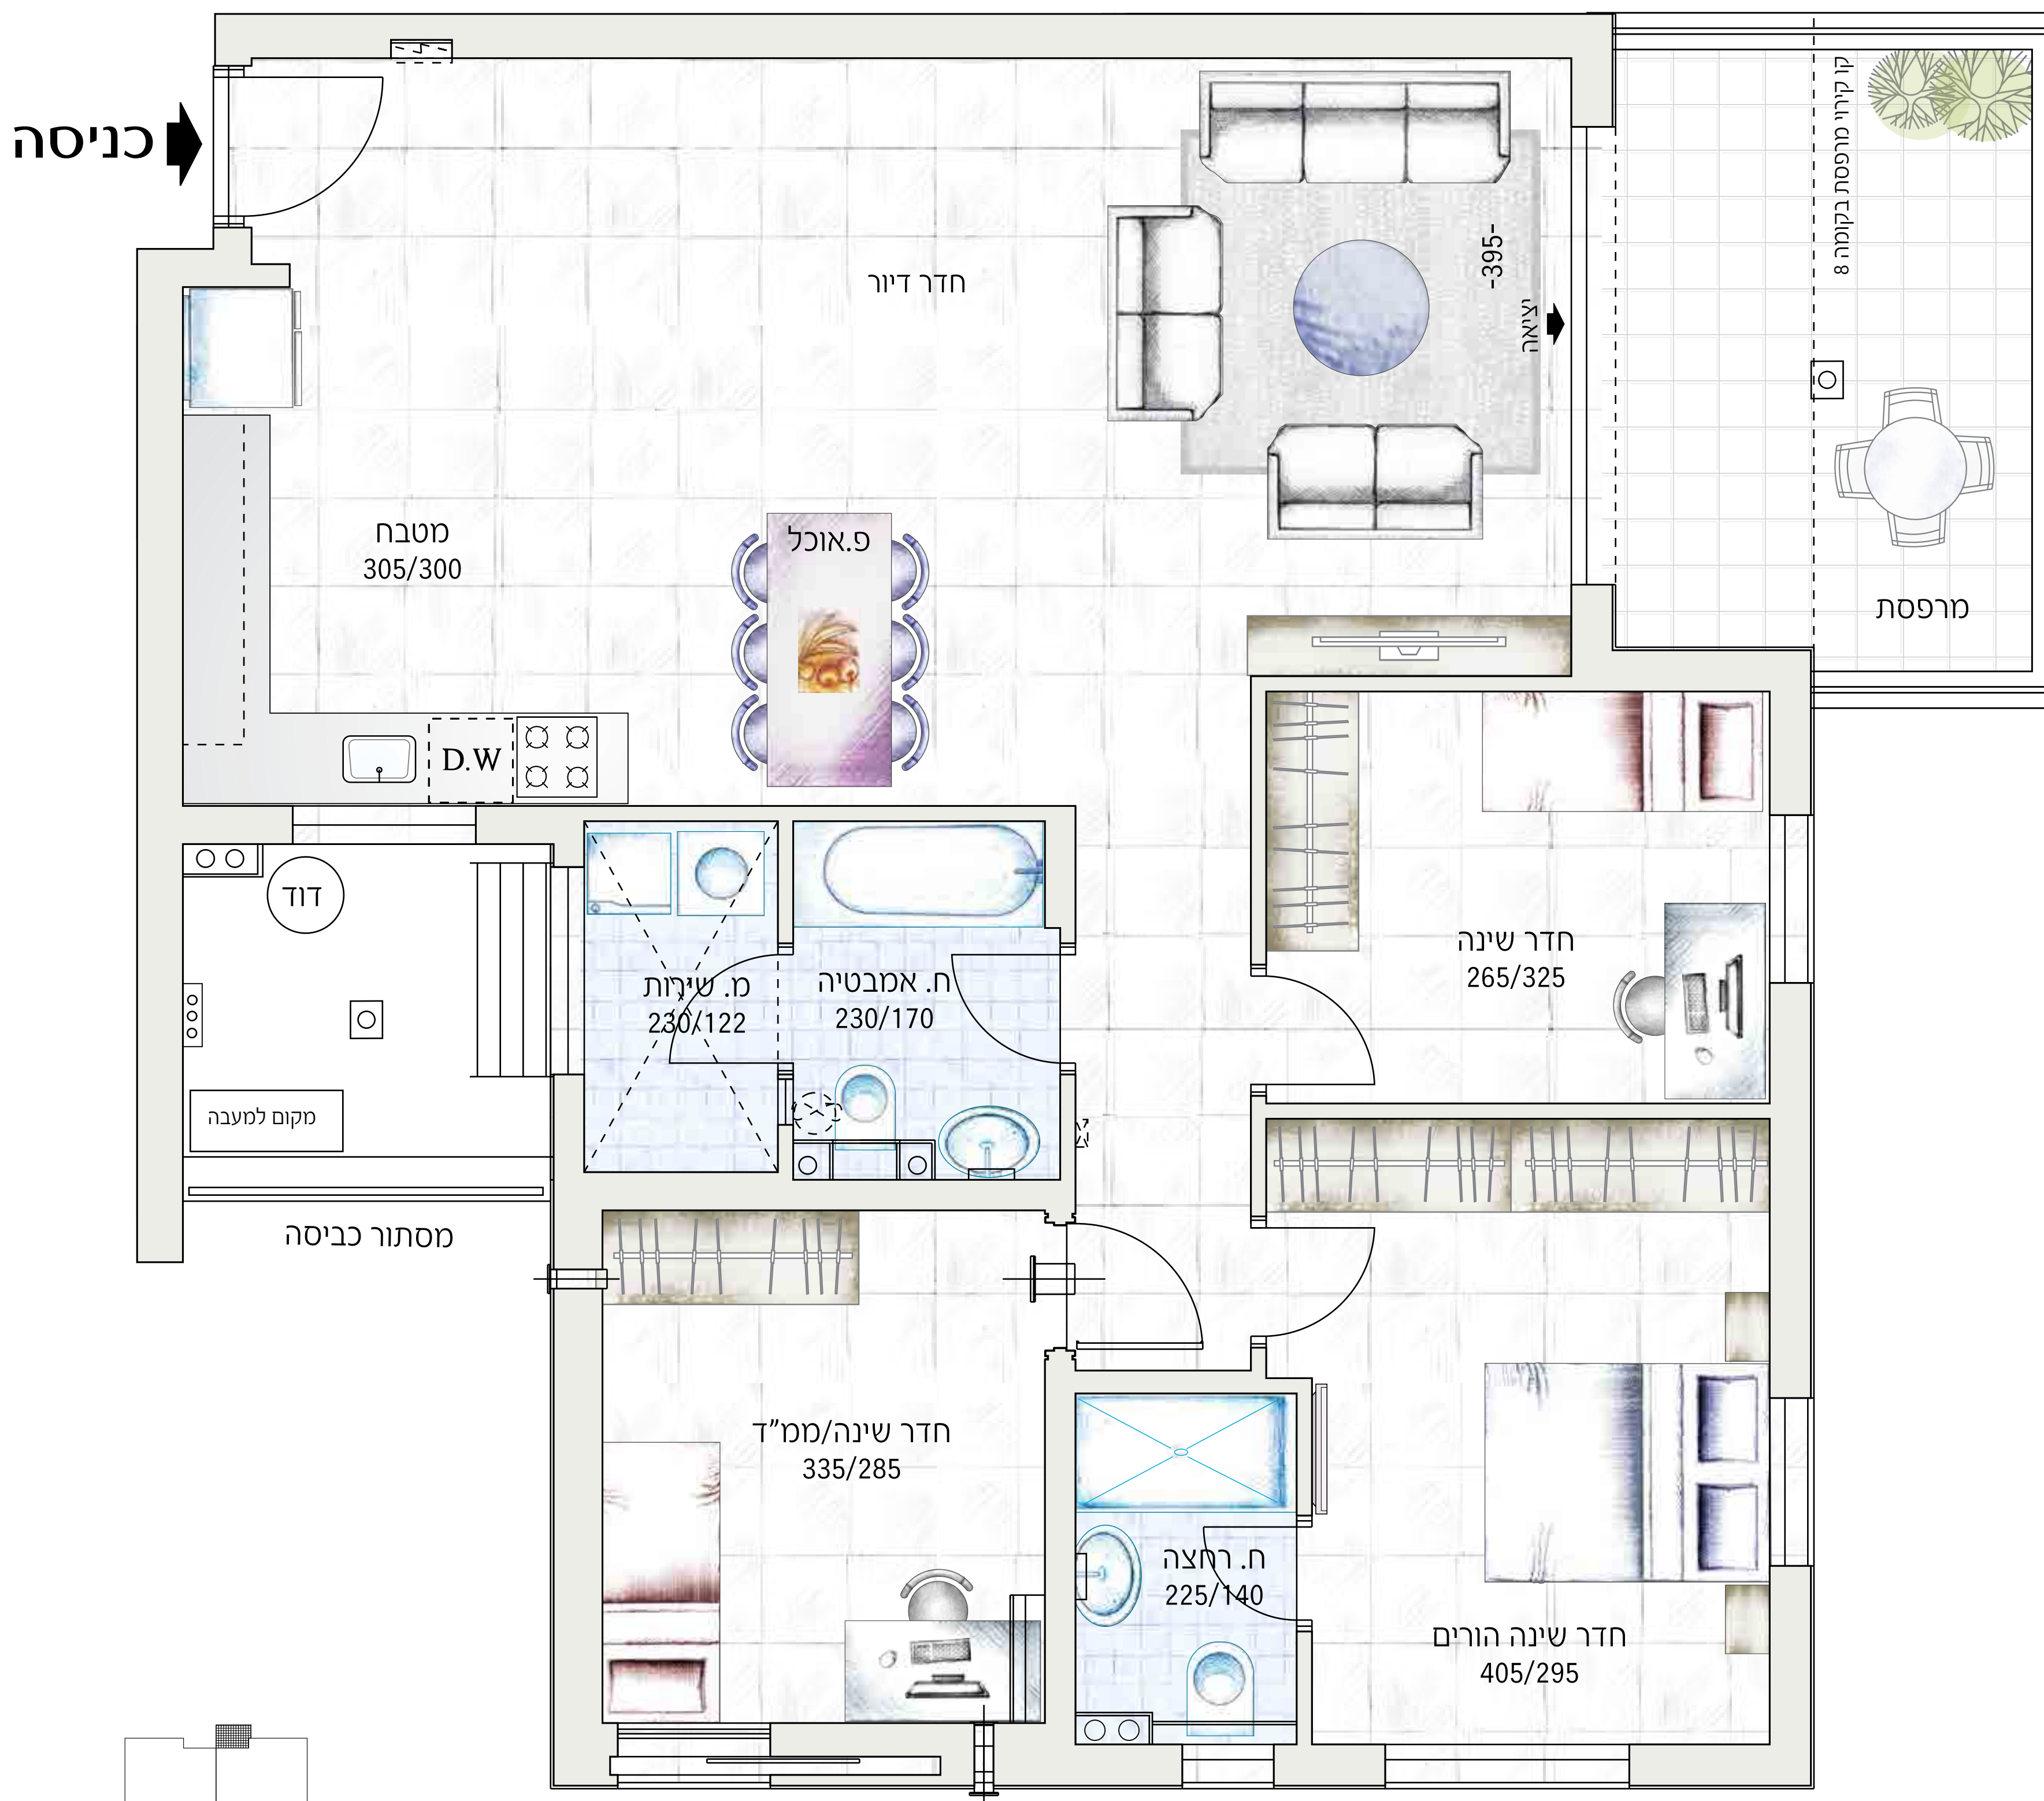 כניסה
קו קירוי מרפסת בקומה 8
חדר דיור
-395-
יציאה
מטבח
305/300
פ.אוכל
מרפסת
D.W
דוד
חדר שינה
265/325
מ. שירות
230/122
ח. אמבטיה
230/170
מקום למעבה
מסתור כביסה
חדר שינה/ממ"ד
335/285
ח. רחצה
225/140
חדר שינה הורים
405/295